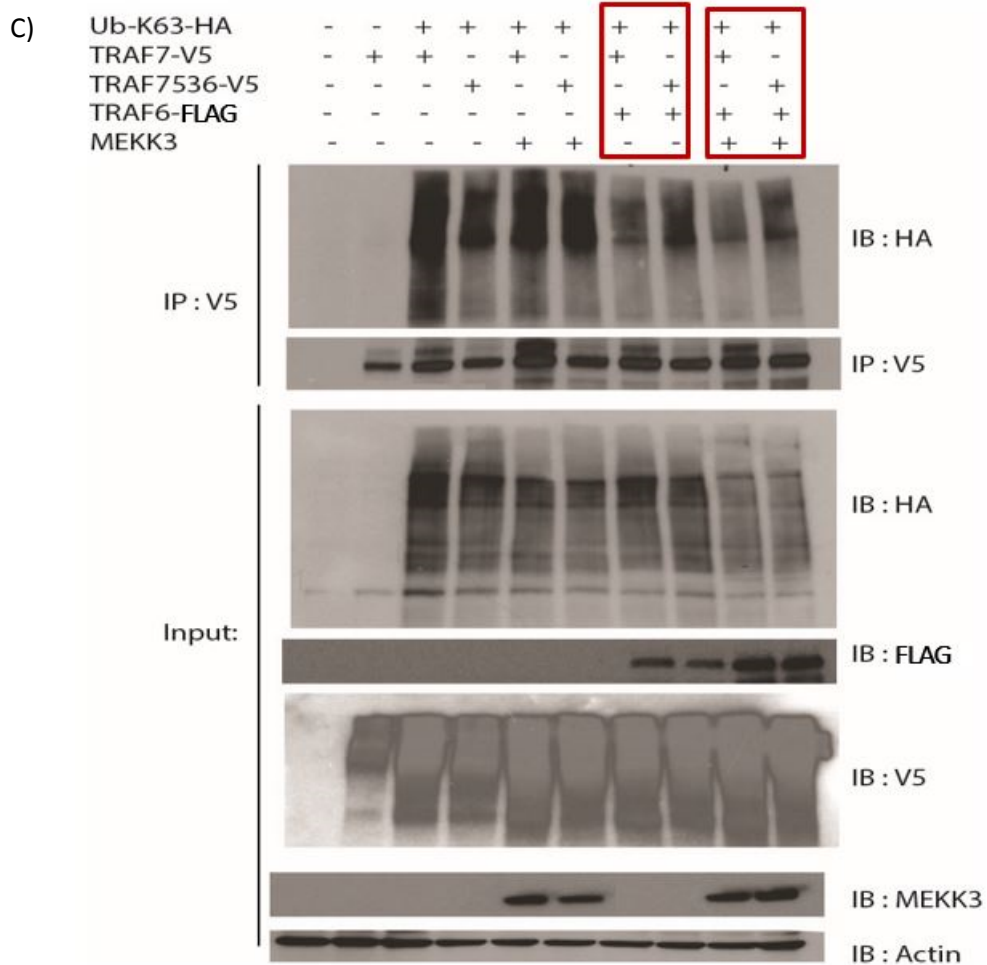 C)
Ub-K63-HA - - + + + + + + + +
TRAF7-V5 - + + - + - + - + -
TRAF7536-V5 - - - + - + - + - +
TRAF6-FLAG - - - - - - + + + +
MEKK3 - - - - + + - - + +
IB : HA
IP : V5
IP : V5
IB : HA
Input:
IB : FLAG
IB : V5
IB : MEKK3
IB : Actin